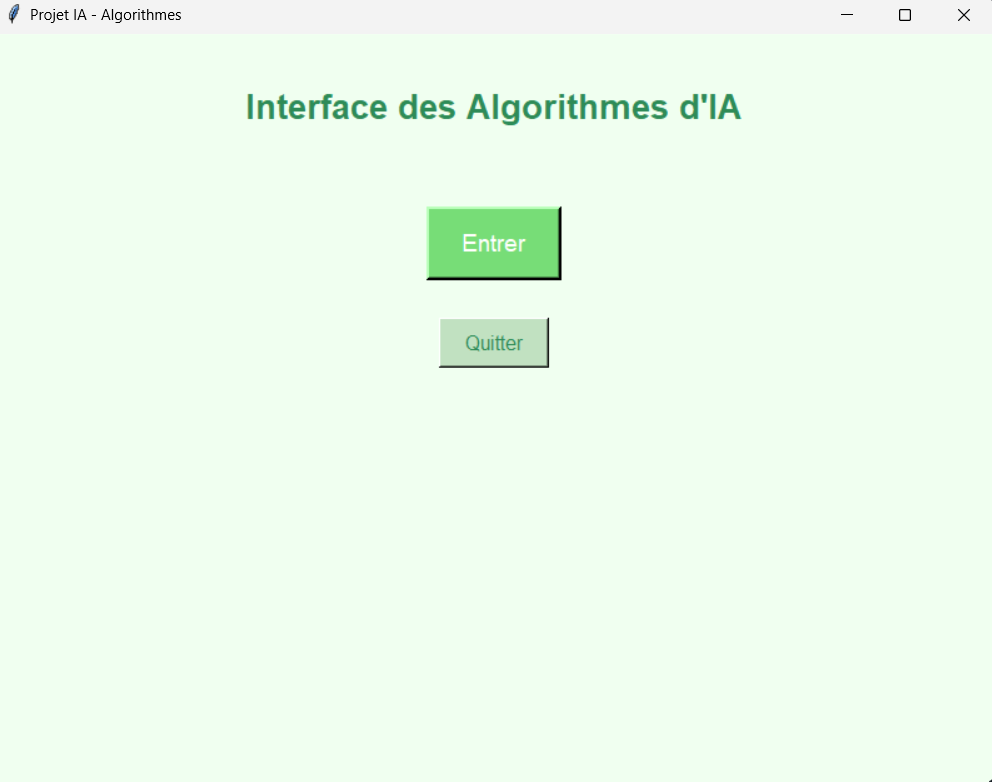 Projet IA - Algorithmes
Interface des Algorithmes d'IA
Entrer
Quitter